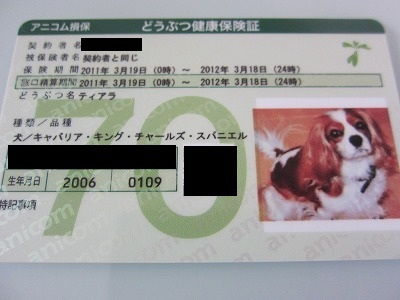 アニコム損保 どうぶつ健康保険証
契約者名
被保険者名 契約者と同じ
保険期間 2011年 3月19日(0時)～ 2012年 3月18日(24時)
窓口精算期間 2011年 3月19日(0時)～ 2012年 3月18日(24時)
どうぶつ名 ティアラ
種類／品種
犬／キャバリア・キング・チャールズ・スパニエル
生年月日 2006 0109
特記事項
70
anicom
anicom
anicom